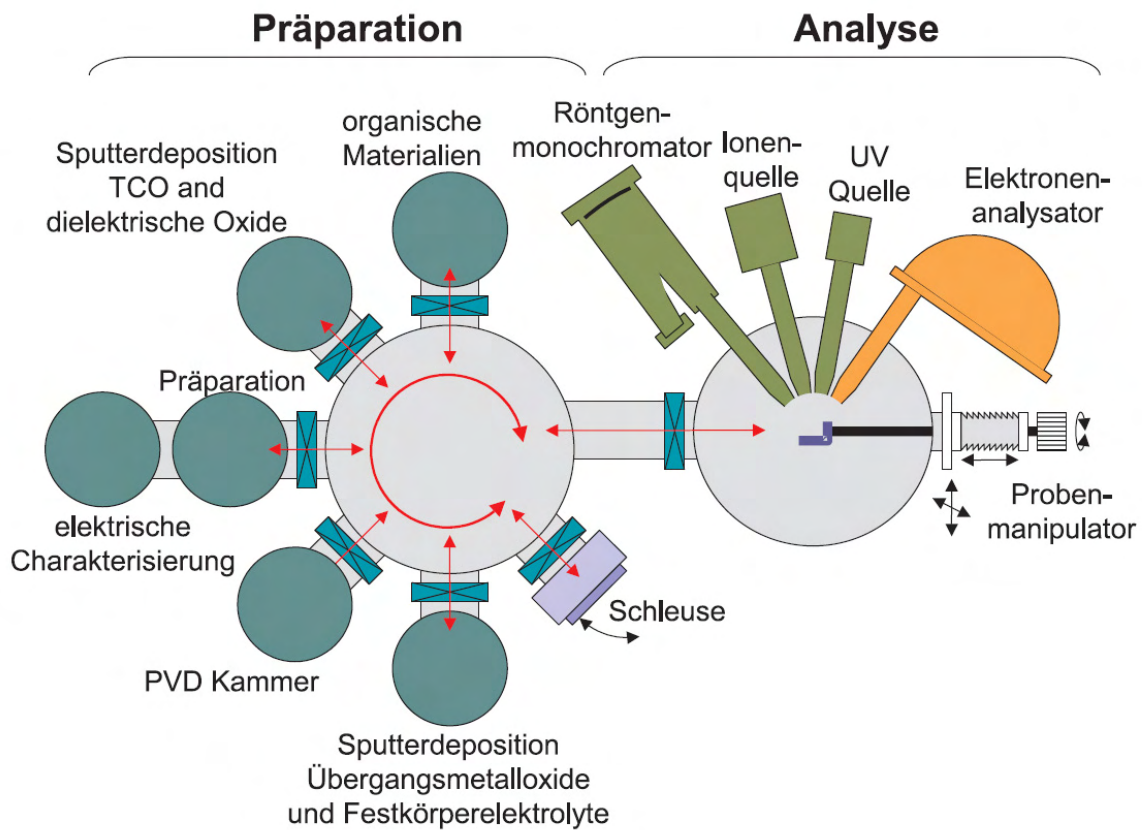 Präparation
Analyse
Sputterdeposition
TCO and
dielektrische Oxide
organische
Materialien
Röntgen-
monochromator
Ionen-
quelle
UV
Quelle
Elektronen-
analysator
Präparation
elektrische
Charakterisierung
PVD Kammer
Schleuse
Proben-
manipulator
Sputterdeposition
Übergangsmetalloxide
und Festkörperelektrolyte